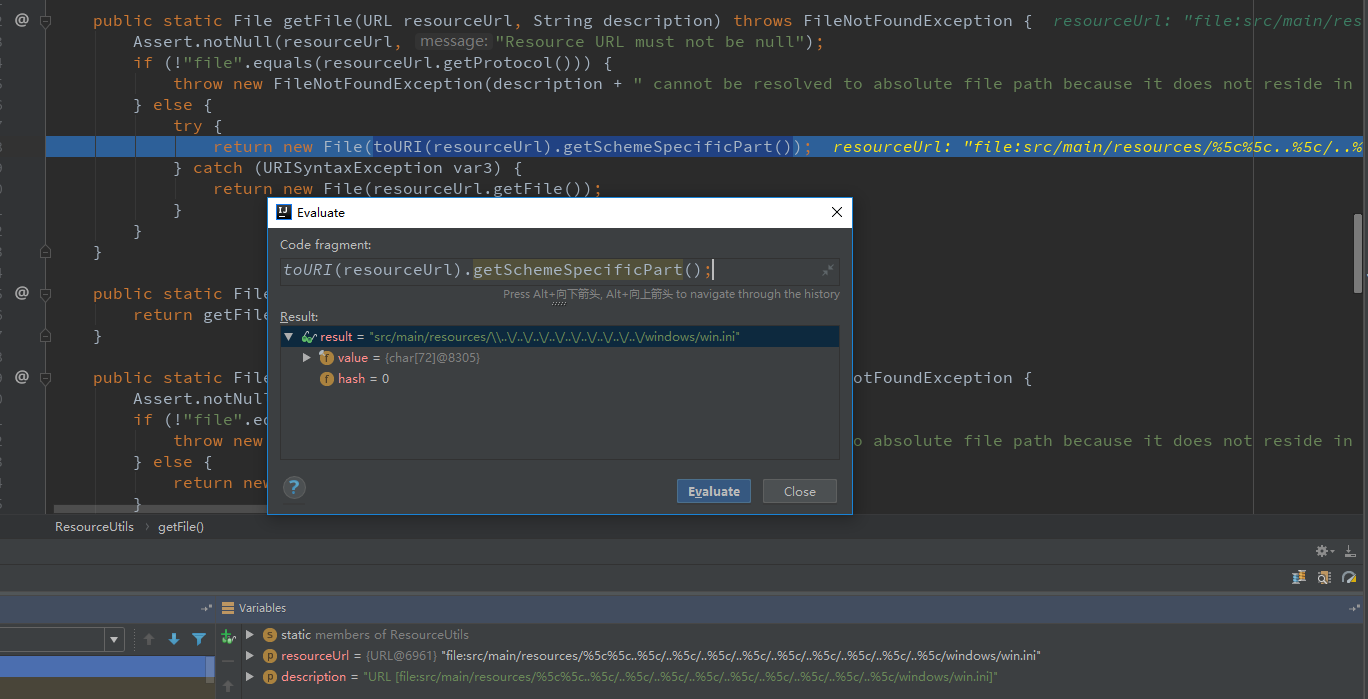 public static File getFile(URL resourceUrl, String description) throws FileNotFoundException {  resourceUrl: "file:src/main/res
Assert.notNull(resourceUrl, message: "Resource URL must not be null");
if (!"file".equals(resourceUrl.getProtocol())) {
throw new FileNotFoundException(description + " cannot be resolved to absolute file path because it does not reside in
} else {
try {
return new File(toURI(resourceUrl).getSchemeSpecificPart());  resourceUrl: "file:src/main/resources/%5c%5c..%5c/..%
} catch (URISyntaxException var3) {
return new File(resourceUrl.getFile());
}
}
}
public static File
return getFile
}
public static File
otFoundException {
Assert.notNull
if (!"file".eq
throw new
o absolute file path because it does not reside in
} else {
return new
}
Evaluate
Code fragment:
toURI(resourceUrl).getSchemeSpecificPart();
Press Alt+向下箭头, Alt+向上箭头 to navigate through the history
Result:
result = "src/main/resources/\\..\/..\/..\/..\/..\/..\/..\/..\/..\/..\/windows/win.ini"
value = {char[72]@8305}
hash = 0
?
Evaluate
Close
ResourceUtils
getFile()
Variables
static members of ResourceUtils
resourceUrl = {URL@6961} "file:src/main/resources/%5c%5c..%5c/..%5c/..%5c/..%5c/..%5c/..%5c/..%5c/..%5c/..%5c/..%5c/windows/win.ini"
description = "URL [file:src/main/resources/%5c%5c..%5c/..%5c/..%5c/..%5c/..%5c/..%5c/..%5c/..%5c/..%5c/..%5c/windows/win.ini]"